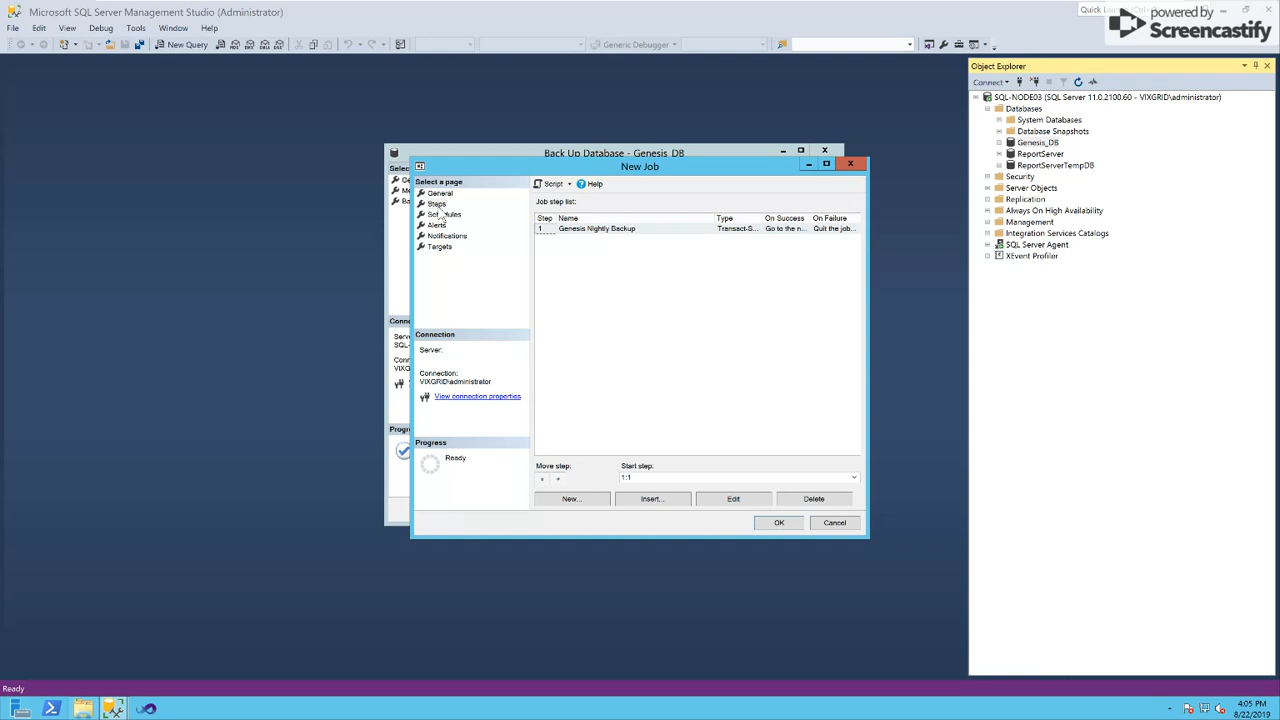 Microsoft SQL Server Management Studio (Administrator)
Quick
powered by
Screencastify
File Edit View Debug Tools Window Help
New Query
Generic Debugger
Object Explorer
Connect
SQL-NODE03 (SQL Server 11.0.2100.60 - VIXGRID\administrator)
Databases
System Databases
Database Snapshots
Genesis_DB
ReportServer
ReportServerTempDB
Security
Server Objects
Replication
Always On High Availability
Management
Integration Services Catalogs
SQL Server Agent
XEvent Profiler
Back Up Database - Genesis_DB
New Job
Select a page
General
Steps
Schedules
Alerts
Notifications
Targets
Script Help
Job step list:
Step Name Type On Success On Failure
1 Genesis Nightly Backup Transact-S... Go to the n... Quit the job...
Connection
Server:
Connection:
VIXGRID\administrator
View connection properties
Progress
Ready
Move step:
Start step:
1:1
New... Insert... Edit Delete
OK Cancel
Ready
4:05 PM
8/22/2019